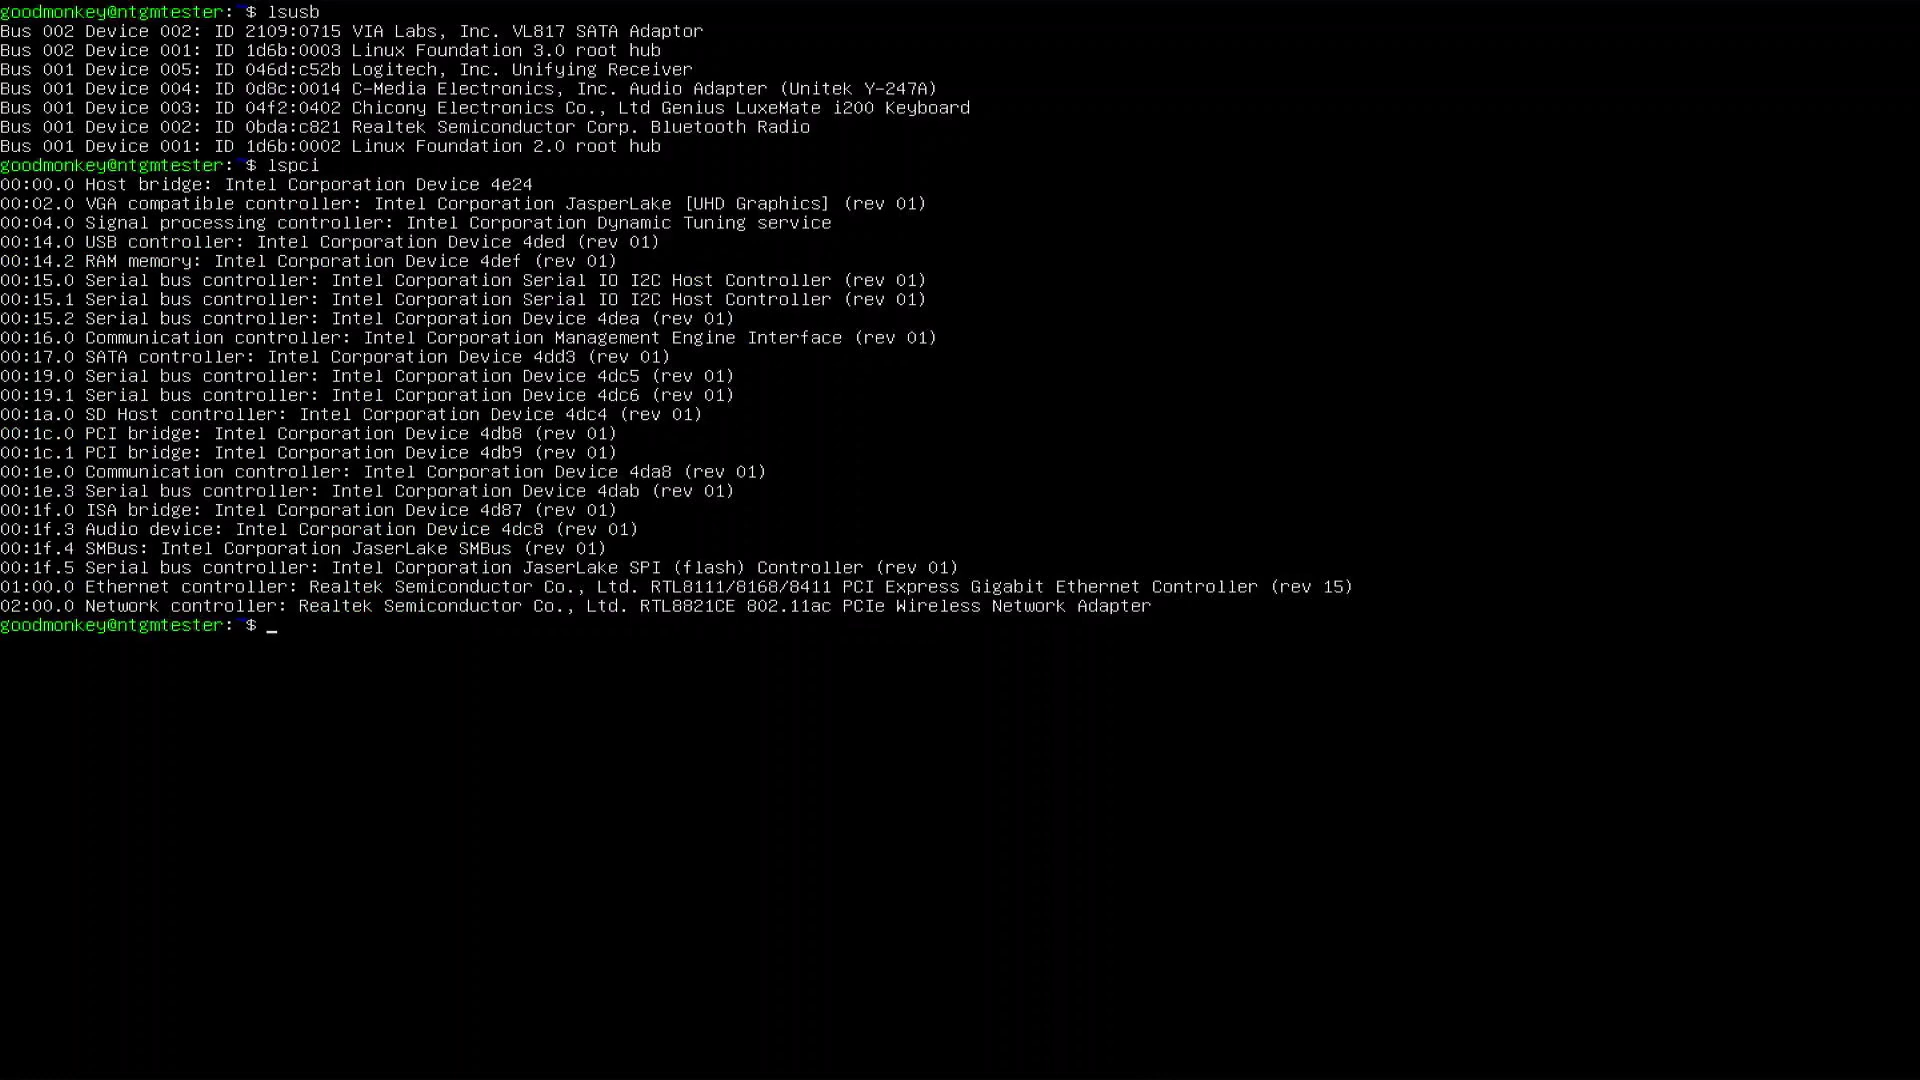 goodmonkey@ntgmtester:~$ lsusb
Bus 002 Device 002: ID 2109:0715 VIA Labs, Inc. VL817 SATA Adaptor
Bus 002 Device 001: ID 1d6b:0003 Linux Foundation 3.0 root hub
Bus 001 Device 005: ID 046d:c52b Logitech, Inc. Unifying Receiver
Bus 001 Device 004: ID 0d8c:0014 C-Media Electronics, Inc. Audio Adapter (Unitek Y-247A)
Bus 001 Device 003: ID 04f2:0402 Chicony Electronics Co., Ltd Genius LuxeMate i200 Keyboard
Bus 001 Device 002: ID 0bda:c821 Realtek Semiconductor Corp. Bluetooth Radio
Bus 001 Device 001: ID 1d6b:0002 Linux Foundation 2.0 root hub
goodmonkey@ntgmtester:~$ lspci
00:00.0 Host bridge: Intel Corporation Device 4e24
00:02.0 VGA compatible controller: Intel Corporation JasperLake [UHD Graphics] (rev 01)
00:04.0 Signal processing controller: Intel Corporation Dynamic Tuning service
00:14.0 USB controller: Intel Corporation Device 4ded (rev 01)
00:14.2 RAM memory: Intel Corporation Device 4def (rev 01)
00:15.0 Serial bus controller: Intel Corporation Serial IO I2C Host Controller (rev 01)
00:15.1 Serial bus controller: Intel Corporation Serial IO I2C Host Controller (rev 01)
00:15.2 Serial bus controller: Intel Corporation Device 4dea (rev 01)
00:16.0 Communication controller: Intel Corporation Management Engine Interface (rev 01)
00:17.0 SATA controller: Intel Corporation Device 4dd3 (rev 01)
00:19.0 Serial bus controller: Intel Corporation Device 4dc5 (rev 01)
00:19.1 Serial bus controller: Intel Corporation Device 4dc6 (rev 01)
00:1a.0 SD Host controller: Intel Corporation Device 4dc4 (rev 01)
00:1c.0 PCI bridge: Intel Corporation Device 4db8 (rev 01)
00:1c.1 PCI bridge: Intel Corporation Device 4db9 (rev 01)
00:1e.0 Communication controller: Intel Corporation Device 4da8 (rev 01)
00:1e.3 Serial bus controller: Intel Corporation Device 4dab (rev 01)
00:1f.0 ISA bridge: Intel Corporation Device 4d87 (rev 01)
00:1f.3 Audio device: Intel Corporation Device 4dc8 (rev 01)
00:1f.4 SMBus: Intel Corporation JaserLake SMBus (rev 01)
00:1f.5 Serial bus controller: Intel Corporation JaserLake SPI (flash) Controller (rev 01)
01:00.0 Ethernet controller: Realtek Semiconductor Co., Ltd. RTL8111/8168/8411 PCI Express Gigabit Ethernet Controller (rev 15)
02:00.0 Network controller: Realtek Semiconductor Co., Ltd. RTL8821CE 802.11ac PCIe Wireless Network Adapter
goodmonkey@ntgmtester:~$ _